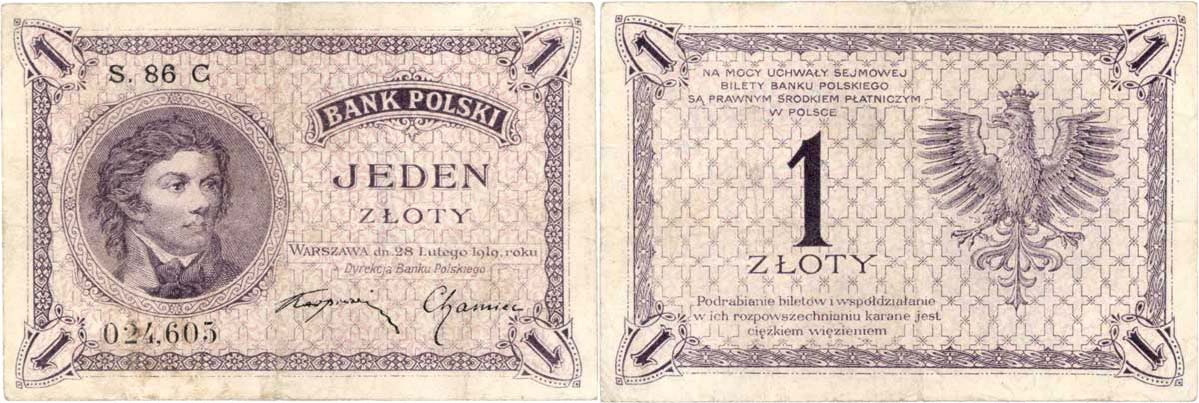 1
1
S. 86 C
BANK POLSKI
JEDEN
ZŁOTY
WARSZAWA dn. 28 Lutego 1919. roku
Dyrekcja Banku Polskiego
024,605
1
1
1
1
NA MOCY UCHWAŁY SEJMOWEJ
BILETY BANKU POLSKIEGO
SĄ PRAWNYM ŚRODKIEM PŁATNICZYM
W POLSCE
1
ZŁOTY
Podrabianie biletów i współdziałanie
w ich rozpowszechnianiu karane jest
ciężkiem więzieniem
1
1